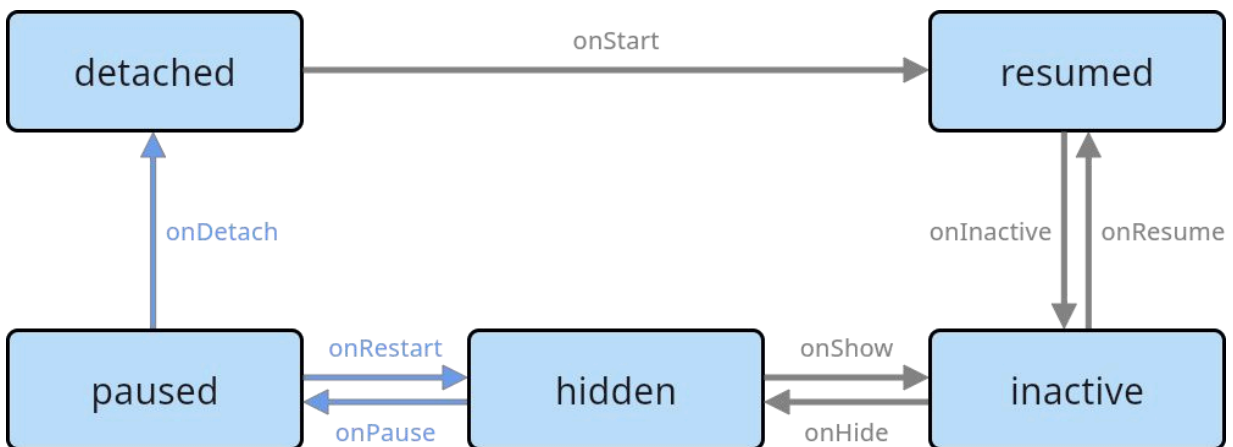 onStart
detached
resumed
onDetach
onInactive
onResume
onRestart
onShow
paused
hidden
inactive
onPause
onHide